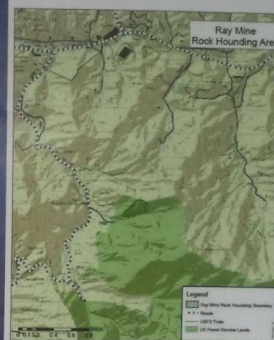 Ray Mine
Rock Hounding Area
Legend
Ray Mine Rock Hounding Boundary
Roads
USFS Trails
US Forest Service Lands